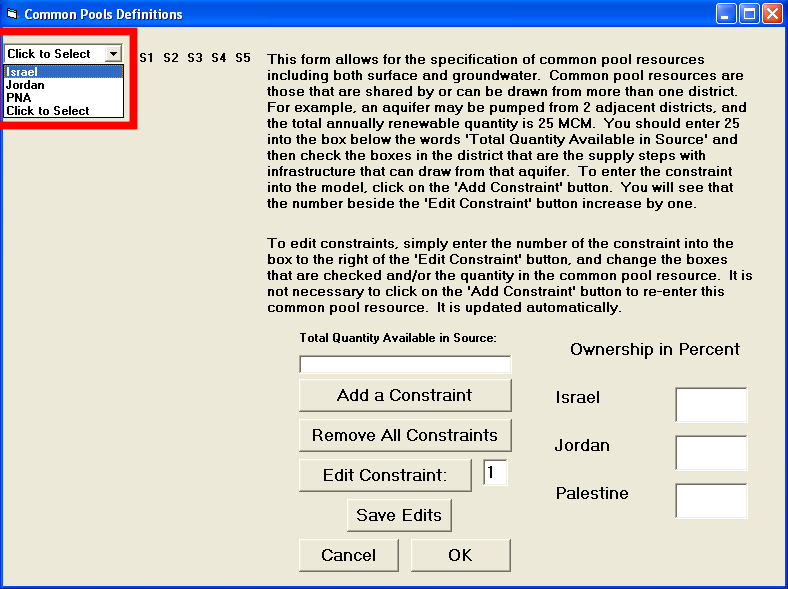 Common Pools Definitions
Click to Select
Israel
Jordan
PNA
Click to Select
S1 S2 S3 S4 S5
This form allows for the specification of common pool resources
including both surface and groundwater. Common pool resources are
those that are shared by or can be drawn from more than one district.
For example, an aquifer may be pumped from 2 adjacent districts, and
the total annually renewable quantity is 25 MCM. You should enter 25
into the box below the words 'Total Quantity Available in Source' and
then check the boxes in the district that are the supply steps with
infrastructure that can draw from that aquifer. To enter the constraint
into the model, click on the 'Add Constraint' button. You will see that
the number beside the 'Edit Constraint' button increase by one.
To edit constraints, simply enter the number of the constraint into the
box to the right of the 'Edit Constraint' button, and change the boxes
that are checked and/or the quantity in the common pool resource. It is
not necessary to click on the 'Add Constraint' button to re-enter this
common pool resource. It is updated automatically.
Total Quantity Available in Source:
Add a Constraint
Remove All Constraints
Edit Constraint: 1
Save Edits
Cancel OK
Ownership in Percent
Israel
Jordan
Palestine